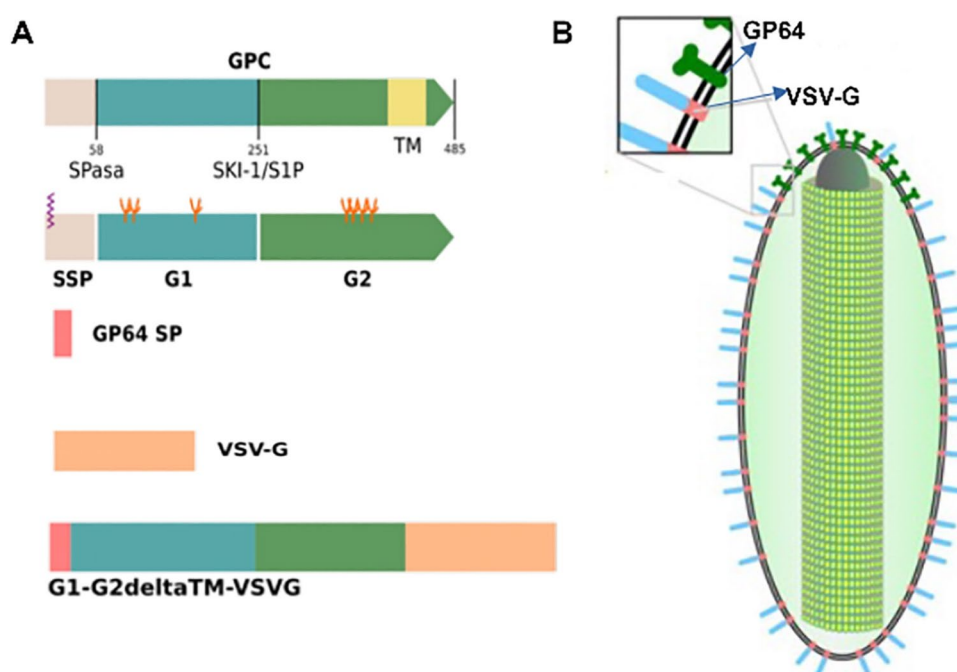 A
GPC
58
251
TM
485
SPasa
SKI-1/S1P
SSP
G1
G2
GP64 SP
VSV-G
G1-G2deltaTM-VSVG
B
GP64
VSV-G